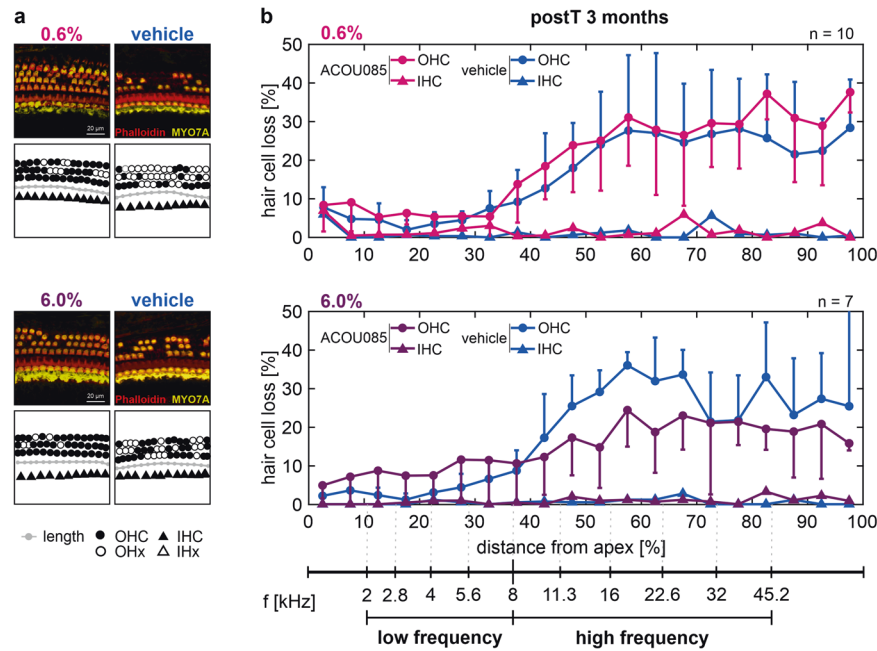 a
0.6% vehicle
20 µm
Phalloidin MYO7A
6.0% vehicle
20 µm
Phalloidin MYO7A
length OHC IHC
OHx IHx
b
postT 3 months
0.6% n = 10
ACOU085 OHC vehicle OHC
IHC IHC
hair cell loss [%]
50
40
30
20
10
0
0 10 20 30 40 50 60 70 80 90 100
6.0% n = 7
ACOU085 OHC vehicle OHC
IHC IHC
hair cell loss [%]
50
40
30
20
10
0
0 10 20 30 40 50 60 70 80 90 100
distance from apex [%]
f [kHz] 2 2.8 4 5.6 8 11.3 16 22.6 32 45.2
low frequency high frequency